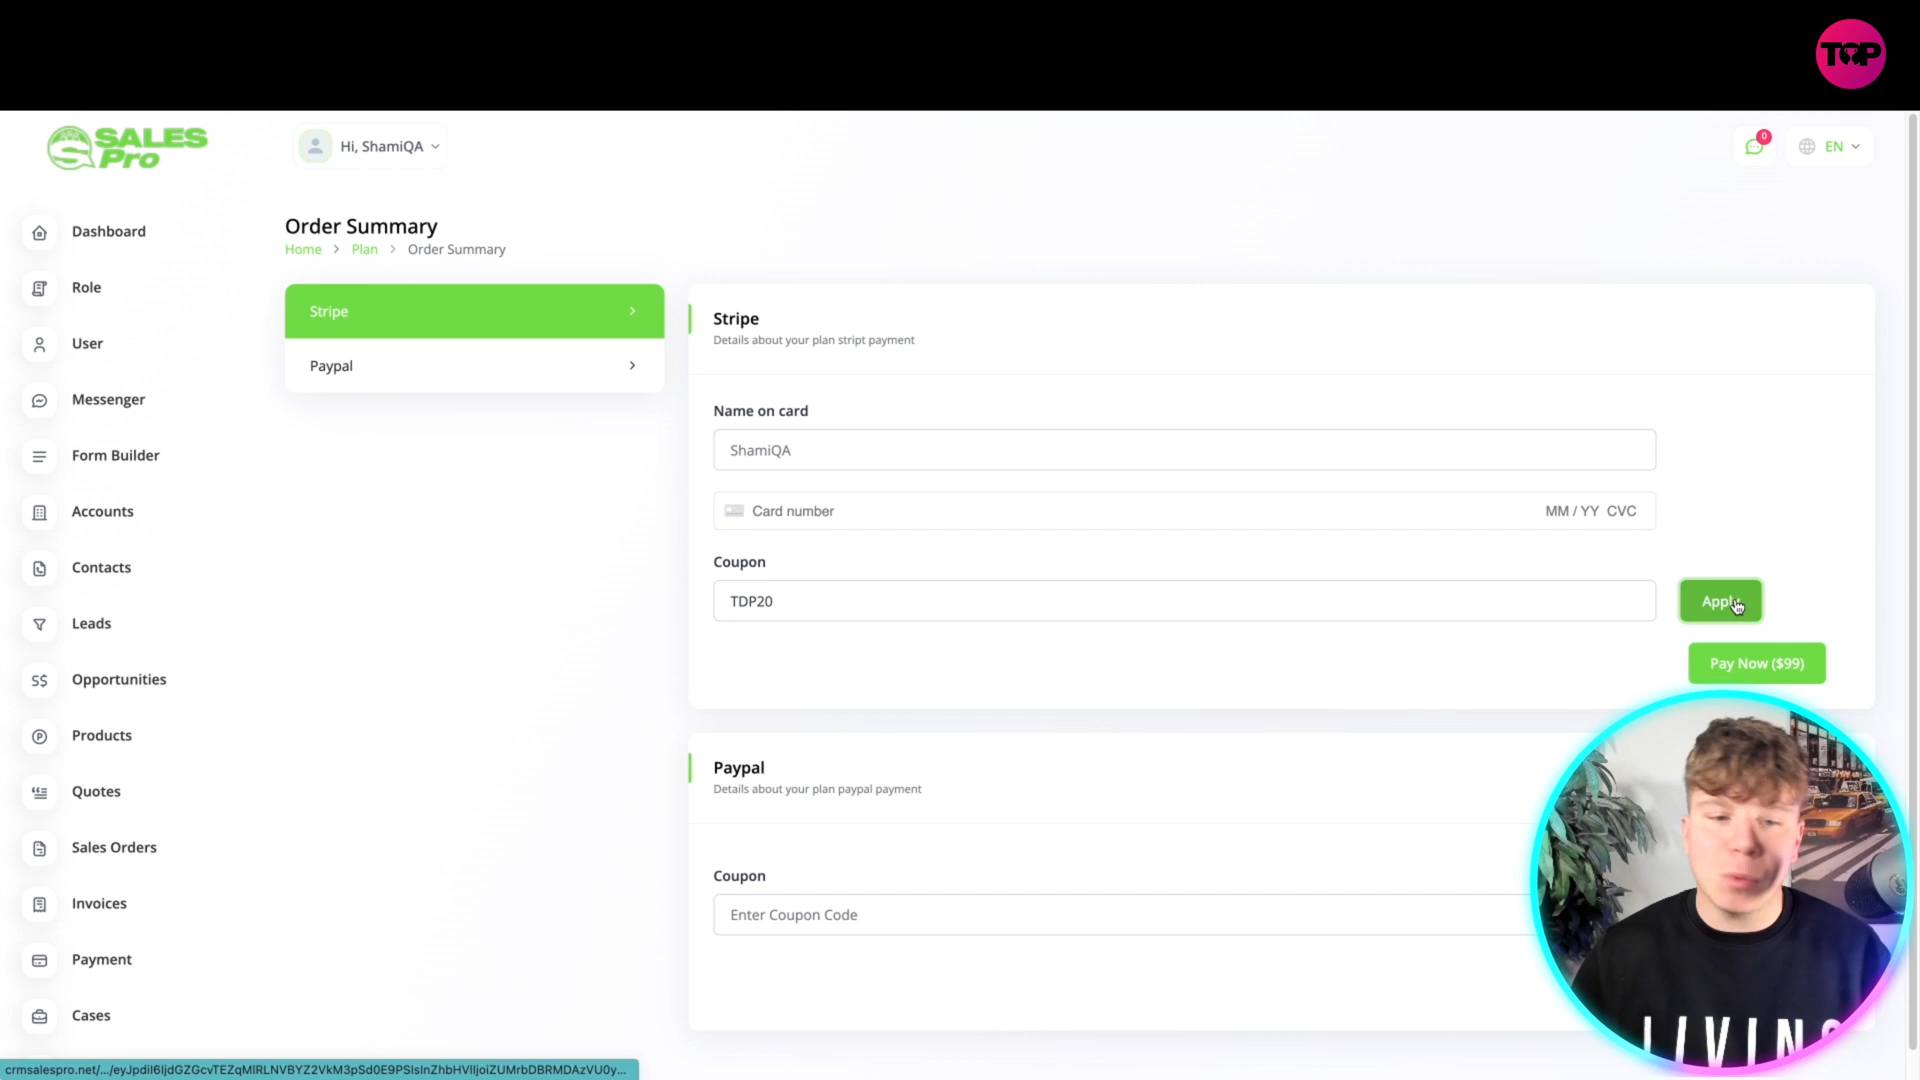 TOP
SALES
Pro
Hi, ShamiQA
0
EN
Dashboard
Role
User
Messenger
Form Builder
Accounts
Contacts
Leads
S$ Opportunities
Products
Quotes
Sales Orders
Invoices
Payment
Cases
Order Summary
Home > Plan > Order Summary
Stripe
Paypal
Stripe
Details about your plan stript payment
Name on card
ShamiQA
Card number MM / YY CVC
Coupon
TDP20
Apply
Pay Now ($99)
Paypal
Details about your plan paypal payment
Coupon
Enter Coupon Code
LIVING